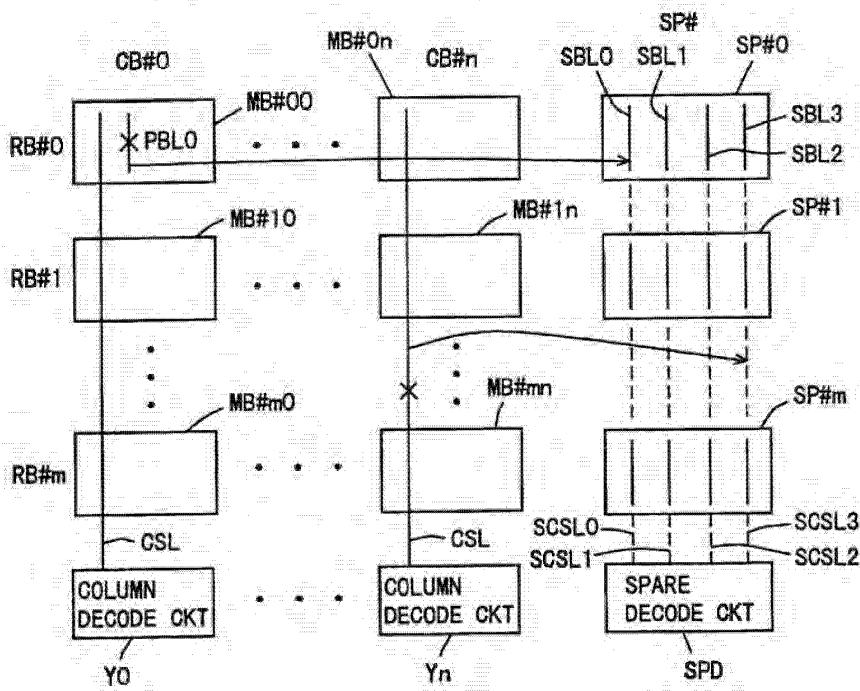 SP#
MB#0n
CB#0
CB#n
SBL0
SBL1
SP#0
MB#00
SBL3
RB#0
PBL0
SBL2
MB#10
MB#1n
SP#1
RB#1
MB#m0
MB#mn
SP#m
RB#m
SCSL0
SCSL3
CSL
CSL
SCSL1
SCSL2
COLUMN
DECODE CKT
COLUMN
DECODE CKT
SPARE
DECODE CKT
Y0
Yn
SPD